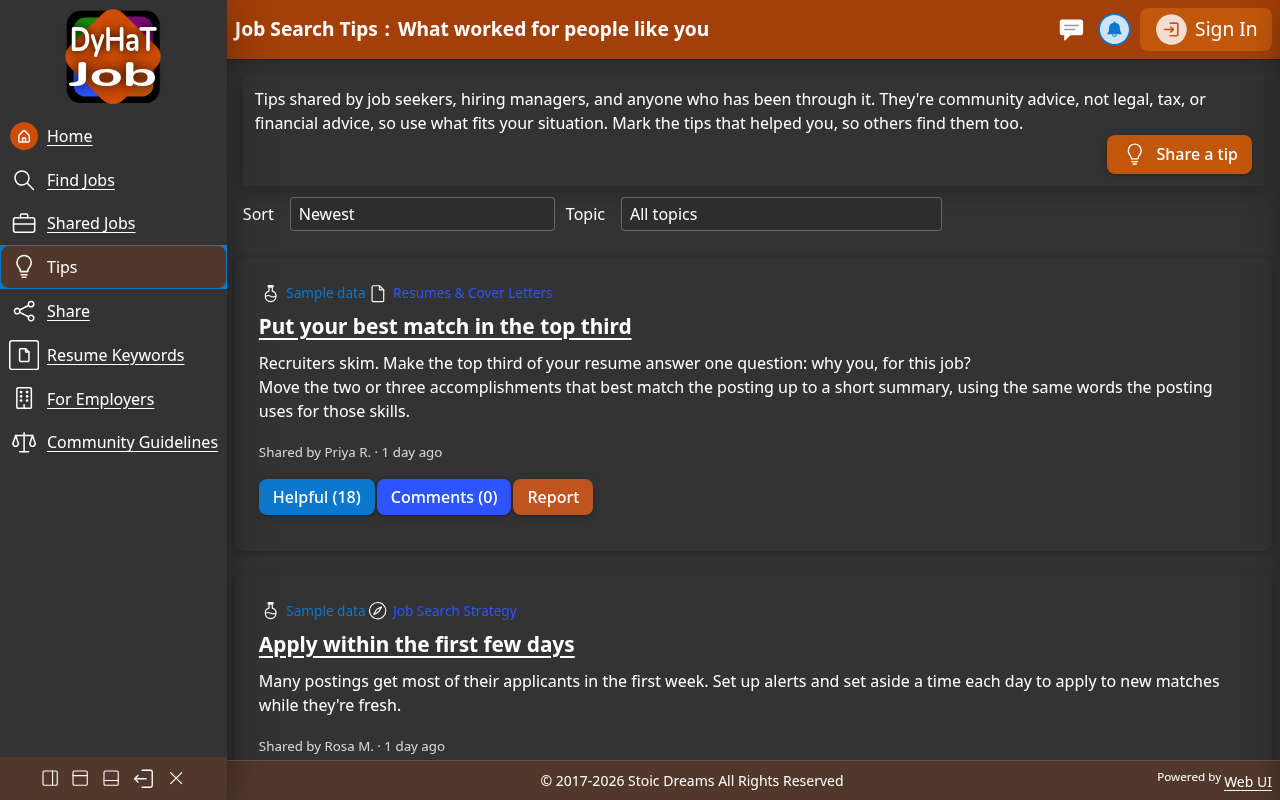 DyHaT
Job
Home
Find Jobs
Shared Jobs
Tips
Share
Resume Keywords
For Employers
Community Guidelines
Job Search Tips : What worked for people like you
Sign In
Tips shared by job seekers, hiring managers, and anyone who has been through it. They're community advice, not legal, tax, or
financial advice, so use what fits your situation. Mark the tips that helped you, so others find them too.
Share a tip
Sort Newest Topic All topics
Sample data Resumes & Cover Letters
Put your best match in the top third
Recruiters skim. Make the top third of your resume answer one question: why you, for this job?
Move the two or three accomplishments that best match the posting up to a short summary, using the same words the posting
uses for those skills.
Shared by Priya R. · 1 day ago
Helpful (18) Comments (0) Report
Sample data Job Search Strategy
Apply within the first few days
Many postings get most of their applicants in the first week. Set up alerts and set aside a time each day to apply to new matches
while they're fresh.
Shared by Rosa M. · 1 day ago
© 2017-2026 Stoic Dreams All Rights Reserved
Powered by Web UI